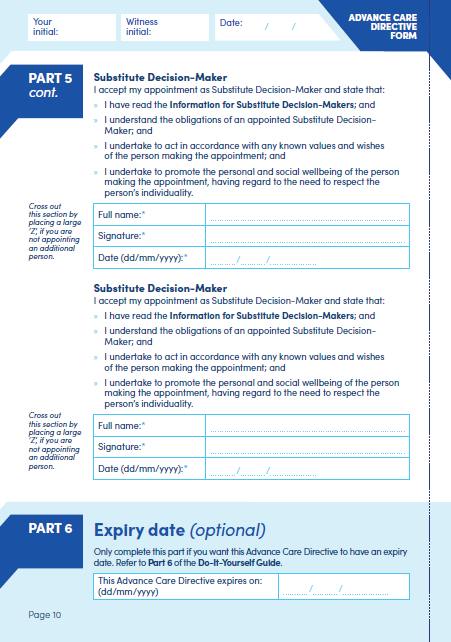 Your
initial:
Witness
initial:
Date: / /
ADVANCE CARE
DIRECTIVE
FORM
PART 5
cont.
Substitute Decision-Maker
I accept my appointment as Substitute Decision-Maker and state that:
» I have read the Information for Substitute Decision-Makers; and
» I understand the obligations of an appointed Substitute Decision-
Maker; and
» I undertake to act in accordance with any known values and wishes
of the person making the appointment; and
» I undertake to promote the personal and social wellbeing of the person
making the appointment, having regard to the need to respect the
person's individuality.
Cross out
this section by
placing a large
'Z', if you are
not appointing
an additional
person.
Full name:*
Signature:*
Date (dd/mm/yyyy):* / /
Substitute Decision-Maker
I accept my appointment as Substitute Decision-Maker and state that:
» I have read the Information for Substitute Decision-Makers; and
» I understand the obligations of an appointed Substitute Decision-
Maker; and
» I undertake to act in accordance with any known values and wishes
of the person making the appointment; and
» I undertake to promote the personal and social wellbeing of the person
making the appointment, having regard to the need to respect the
person's individuality.
Cross out
this section by
placing a large
'Z', if you are
not appointing
an additional
person.
Full name:*
Signature:*
Date (dd/mm/yyyy):* / /
PART 6
Expiry date (optional)
Only complete this part if you want this Advance Care Directive to have an expiry
date. Refer to Part 6 of the Do-It-Yourself Guide.
This Advance Care Directive expires on:
(dd/mm/yyyy) / /
Page 10